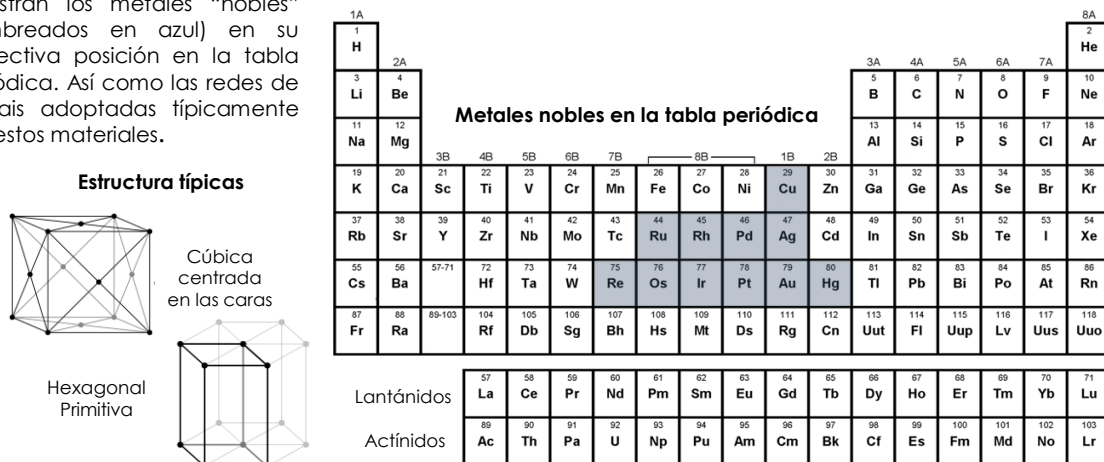 stran los metales “nobles”
mbreados en azul) en su
ectiva posición en la tabla
ódica. Así como las redes de
ais adoptadas típicamente
estos materiales.
Estructura típicas
Cúbica
centrada
en las caras
Hexagonal
Primitiva
Metales nobles en la tabla periódica
1A 8A
1 2
H He
2A 3A 4A 5A 6A 7A
3 4 5 6 7 8 9 10
Li Be B C N O F Ne
11 12 13 14 15 16 17 18
Na Mg Al Si P S Cl Ar
3B 4B 5B 6B 7B 8B 1B 2B
19 20 21 22 23 24 25 26 27 28 29 30 31 32 33 34 35 36
K Ca Sc Ti V Cr Mn Fe Co Ni Cu Zn Ga Ge As Se Br Kr
37 38 39 40 41 42 43 44 45 46 47 48 49 50 51 52 53 54
Rb Sr Y Zr Nb Mo Tc Ru Rh Pd Ag Cd In Sn Sb Te I Xe
55 56 57-71 72 73 74 75 76 77 78 79 80 81 82 83 84 85 86
Cs Ba Hf Ta W Re Os Ir Pt Au Hg Tl Pb Bi Po At Rn
87 88 89-103 104 105 106 107 108 109 110 111 112 113 114 115 116 117 118
Fr Ra Rf Db Sg Bh Hs Mt Ds Rg Cn Uut Fl Uup Lv Uus Uuo
57 58 59 60 61 62 63 64 65 66 67 68 69 70 71
Lantánidos La Ce Pr Nd Pm Sm Eu Gd Tb Dy Ho Er Tm Yb Lu
89 90 91 92 93 94 95 96 97 98 99 100 101 102 103
Actínidos Ac Th Pa U Np Pu Am Cm Bk Cf Es Fm Md No Lr